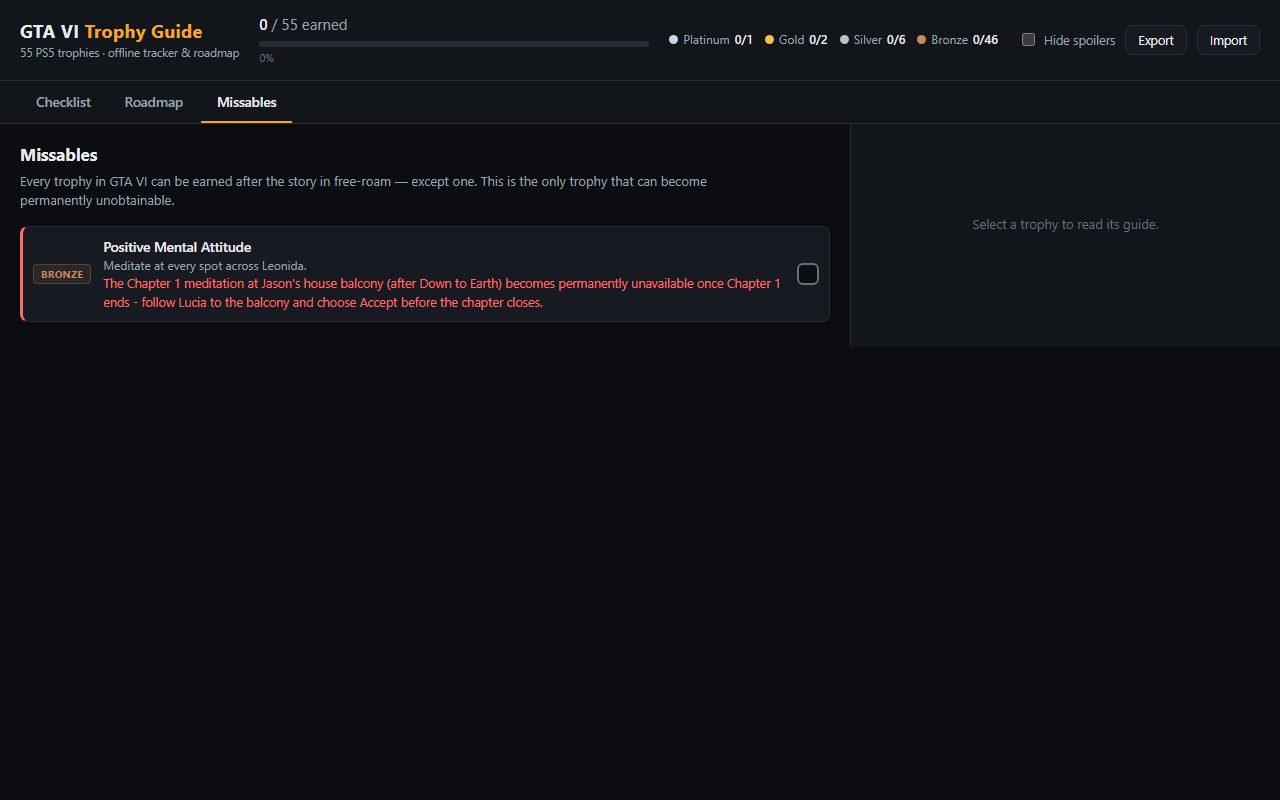 GTA VI Trophy Guide
55 PS5 trophies · offline tracker & roadmap
0 / 55 earned
0%
Platinum 0/1 Gold 0/2 Silver 0/6 Bronze 0/46
Hide spoilers
Export
Import
Checklist
Roadmap
Missables
Missables
Every trophy in GTA VI can be earned after the story in free-roam — except one. This is the only trophy that can become
permanently unobtainable.
BRONZE
Positive Mental Attitude
Meditate at every spot across Leonida.
The Chapter 1 meditation at Jason's house balcony (after Down to Earth) becomes permanently unavailable once Chapter 1
ends - follow Lucia to the balcony and choose Accept before the chapter closes.
Select a trophy to read its guide.